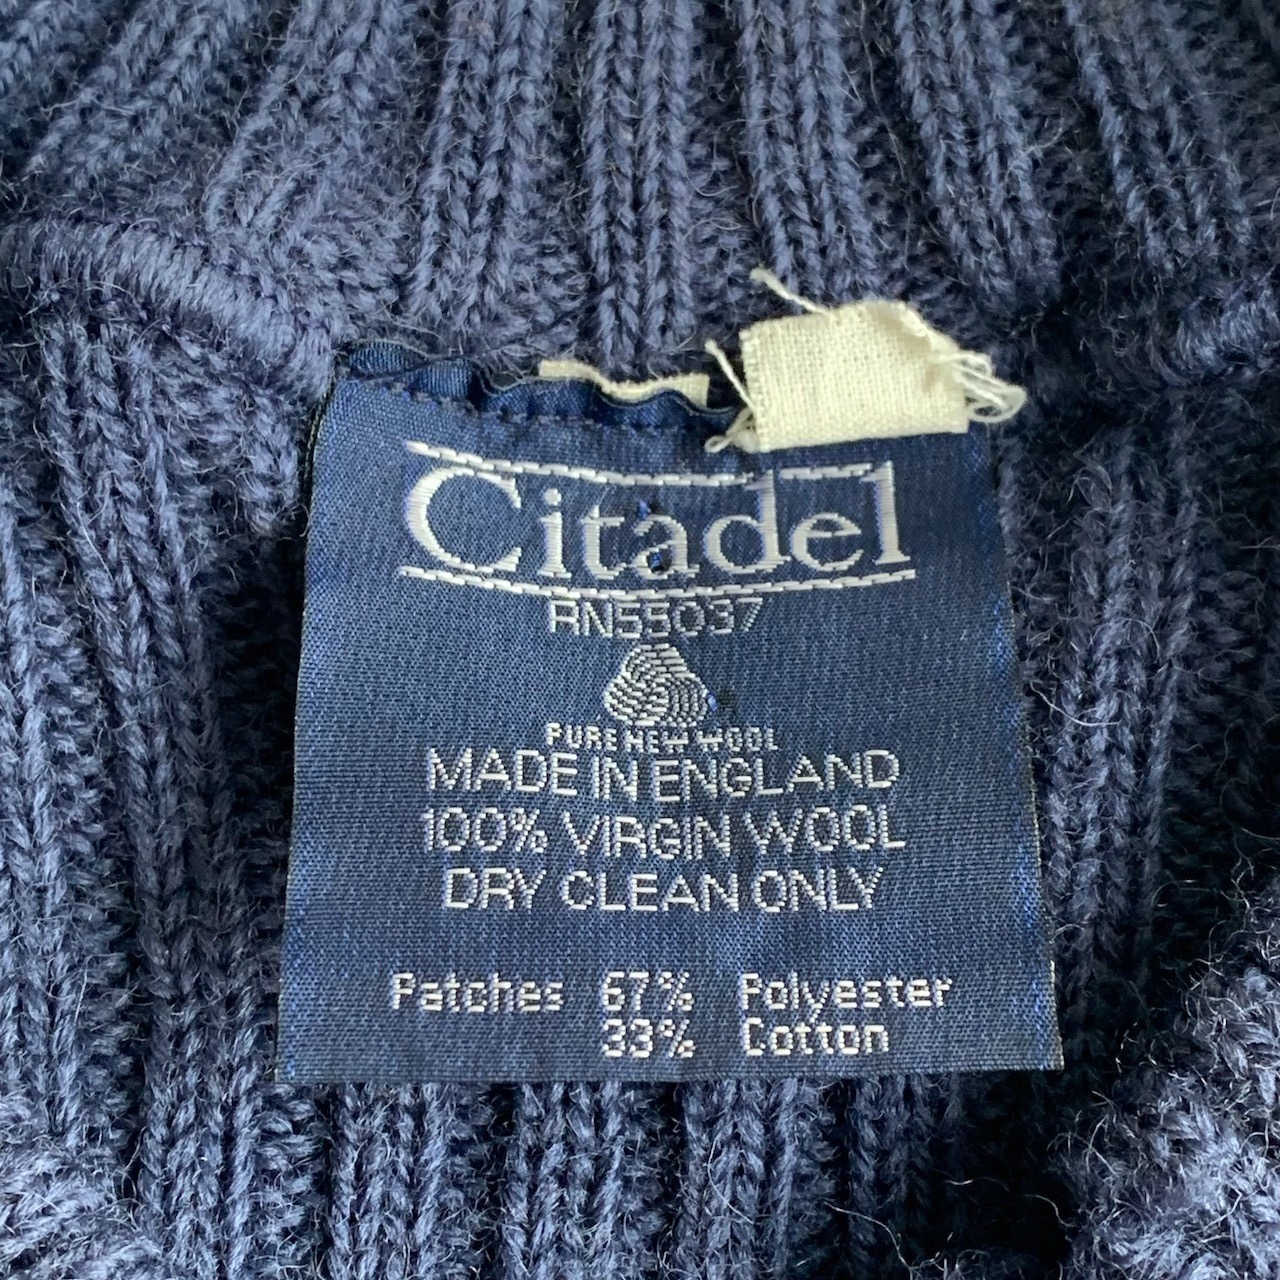 Citadel
RN55037
PURE NEW WOOL
MADE IN ENGLAND
100% VIRGIN WOOL
DRY CLEAN ONLY
Patches 67% Polyester
33% Cotton